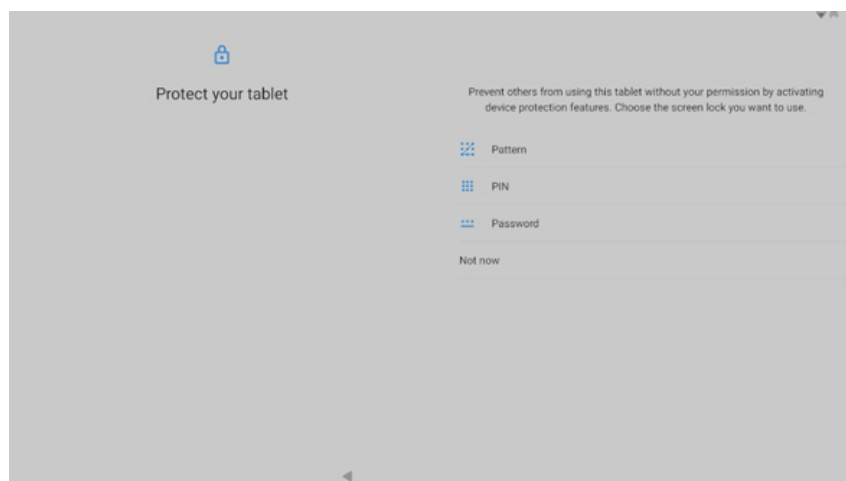 Protect your tablet
Prevent others from using this tablet without your permission by activating
device protection features. Choose the screen lock you want to use.
Pattern
PIN
Password
Not now